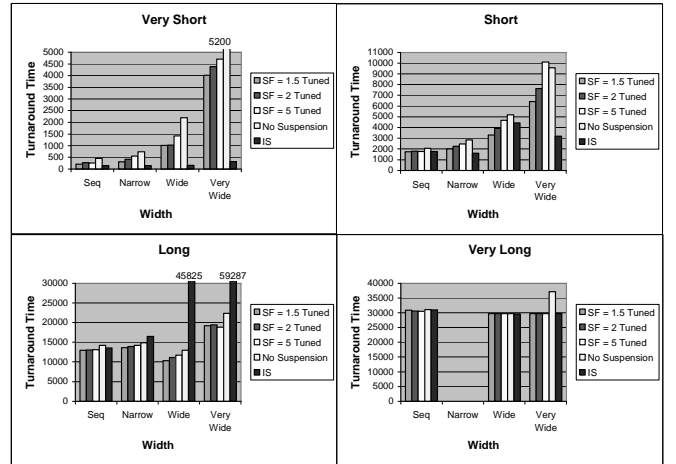 Very Short
5200
5000
4500
4000
3500
3000
2500
2000
1500
1000
500
0
Turnaround Time
Seq Narrow Wide Very Wide
Width
SF = 1.5 Tuned
SF = 2 Tuned
SF = 5 Tuned
No Suspension
IS
Short
11000
10000
9000
8000
7000
6000
5000
4000
3000
2000
1000
0
Turnaround Time
Seq Narrow Wide Very Wide
Width
SF = 1.5 Tuned
SF = 2 Tuned
SF = 5 Tuned
No Suspension
IS
Long
45825 59287
30000
25000
20000
15000
10000
5000
0
Turnaround Time
Seq Narrow Wide Very Wide
Width
SF = 1.5 Tuned
SF = 2 Tuned
SF = 5 Tuned
No Suspension
IS
Very Long
40000
35000
30000
25000
20000
15000
10000
5000
0
Turnaround Time
Seq Narrow Wide Very Wide
Width
SF = 1.5 Tuned
SF = 2 Tuned
SF = 5 Tuned
No Suspension
IS